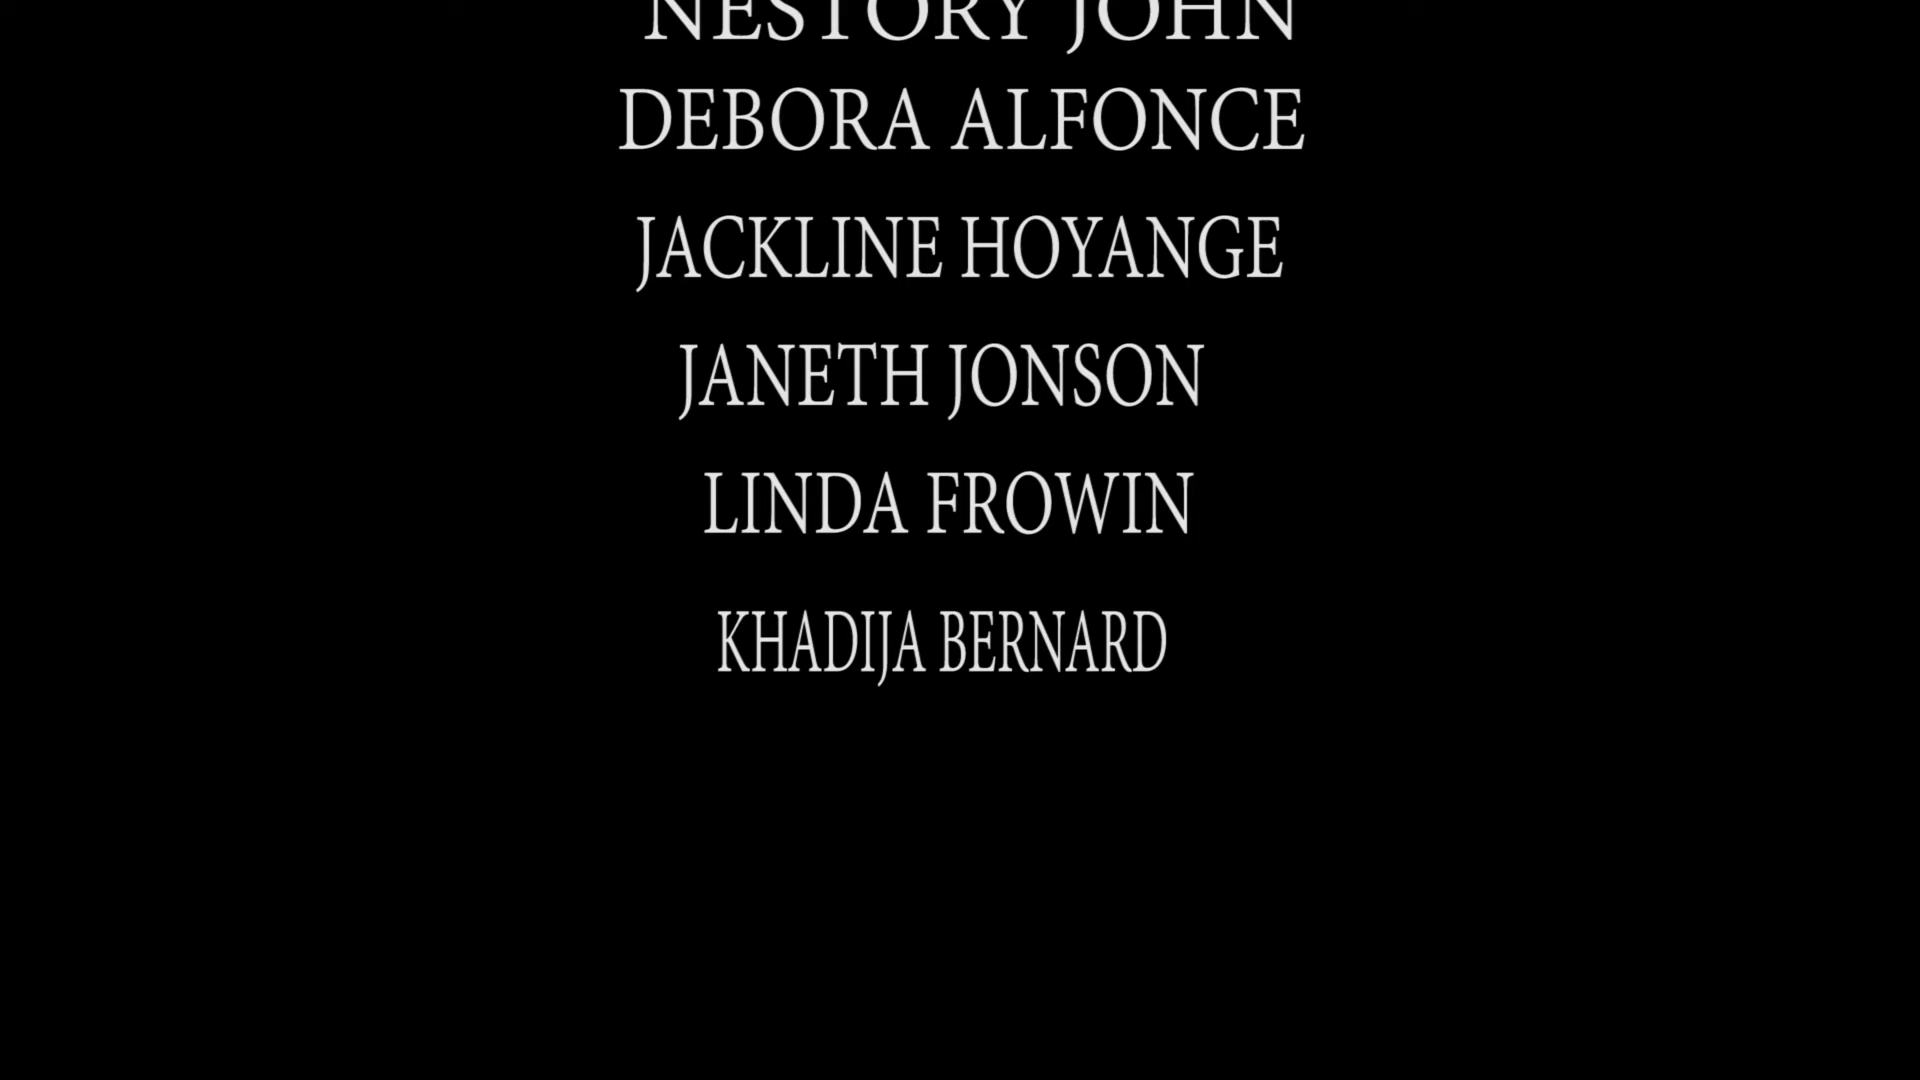 NESTORY JOHN
DEBORA ALFONCE
JACKLINE HOYANGE
JANETH JONSON
LINDA FROWIN
KHADIJA BERNARD